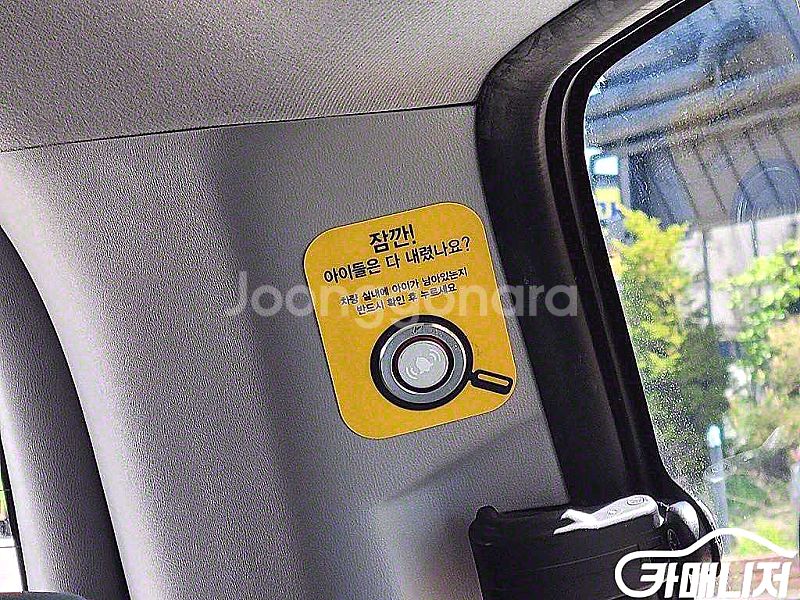 잠깐!
아이들은 다 내렸나요?
차량 실내에 아이가 남아있는지
반드시 확인 후 누르세요
Joonggonara
카매니저